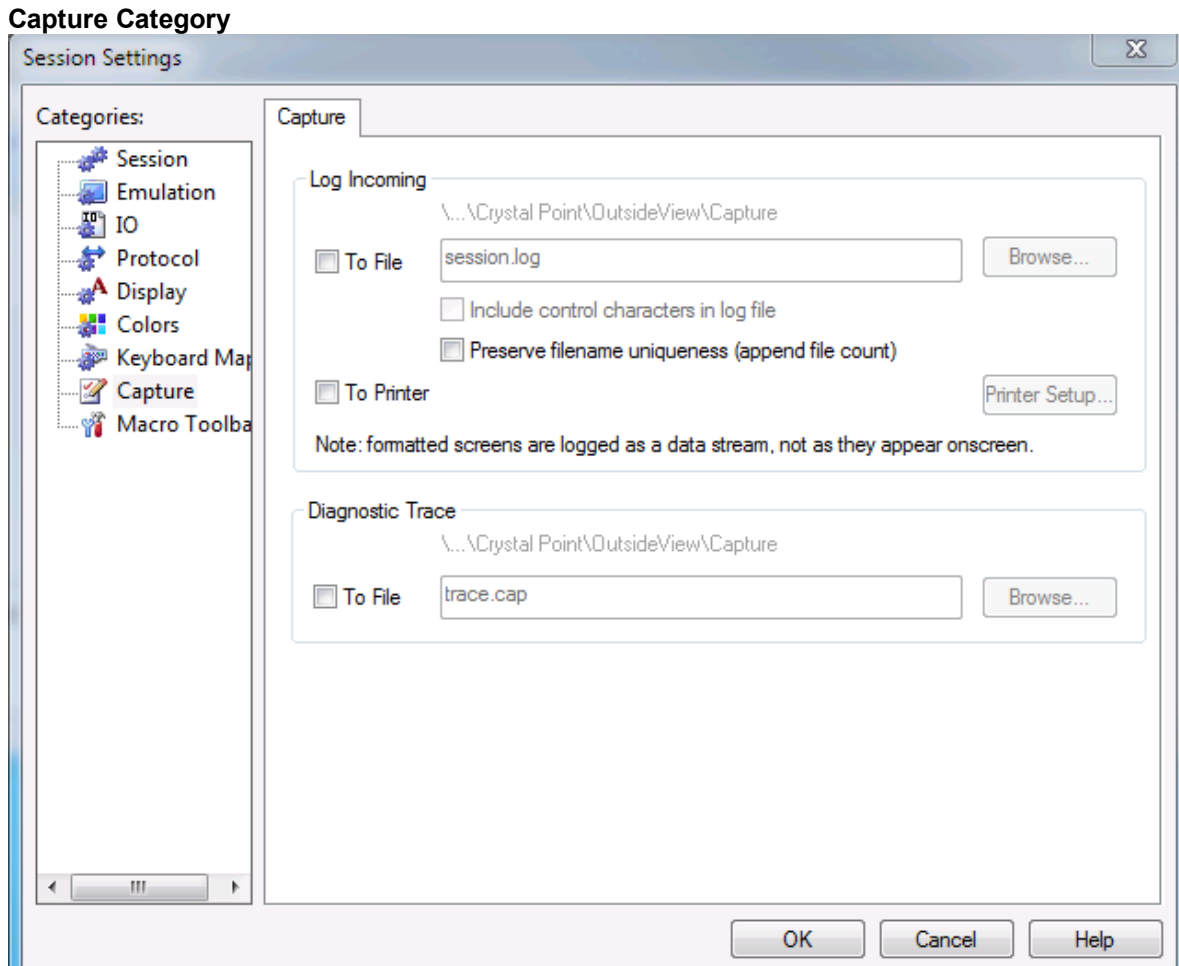 Capture Category
Session Settings
Categories:
Session
Emulation
IO
Protocol
Display
Colors
Keyboard Map
Capture
Macro Toolba
Capture
Log Incoming
\...\Crystal Point\OutsideView\Capture
To File session.log Browse...
Include control characters in log file
Preserve filename uniqueness (append file count)
To Printer Printer Setup...
Note: formatted screens are logged as a data stream, not as they appear onscreen.
Diagnostic Trace
\...\Crystal Point\OutsideView\Capture
To File trace.cap Browse...
OK Cancel Help